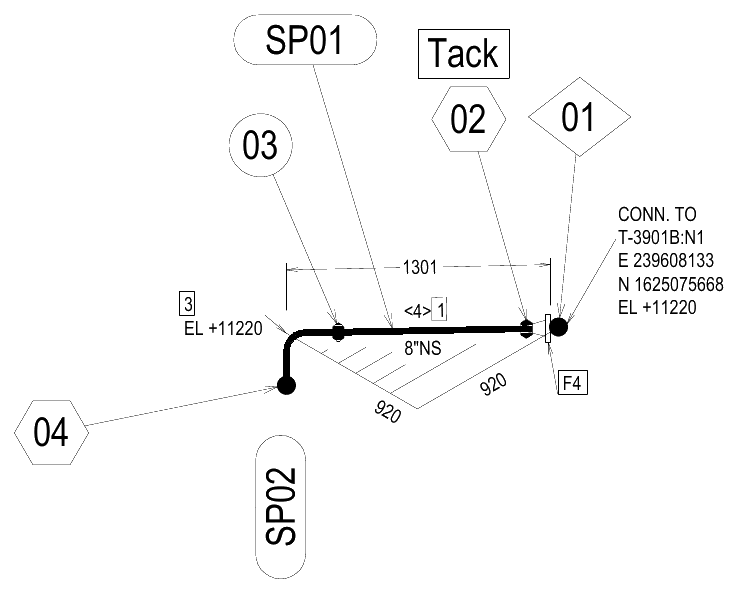 SP01
Tack
02
01
03
CONN. TO
T-3901B:N1
E 239608133
N 1625075668
EL +11220
1301
3
EL +11220
<4> 1
8"NS
F4
920
920
04
SP02